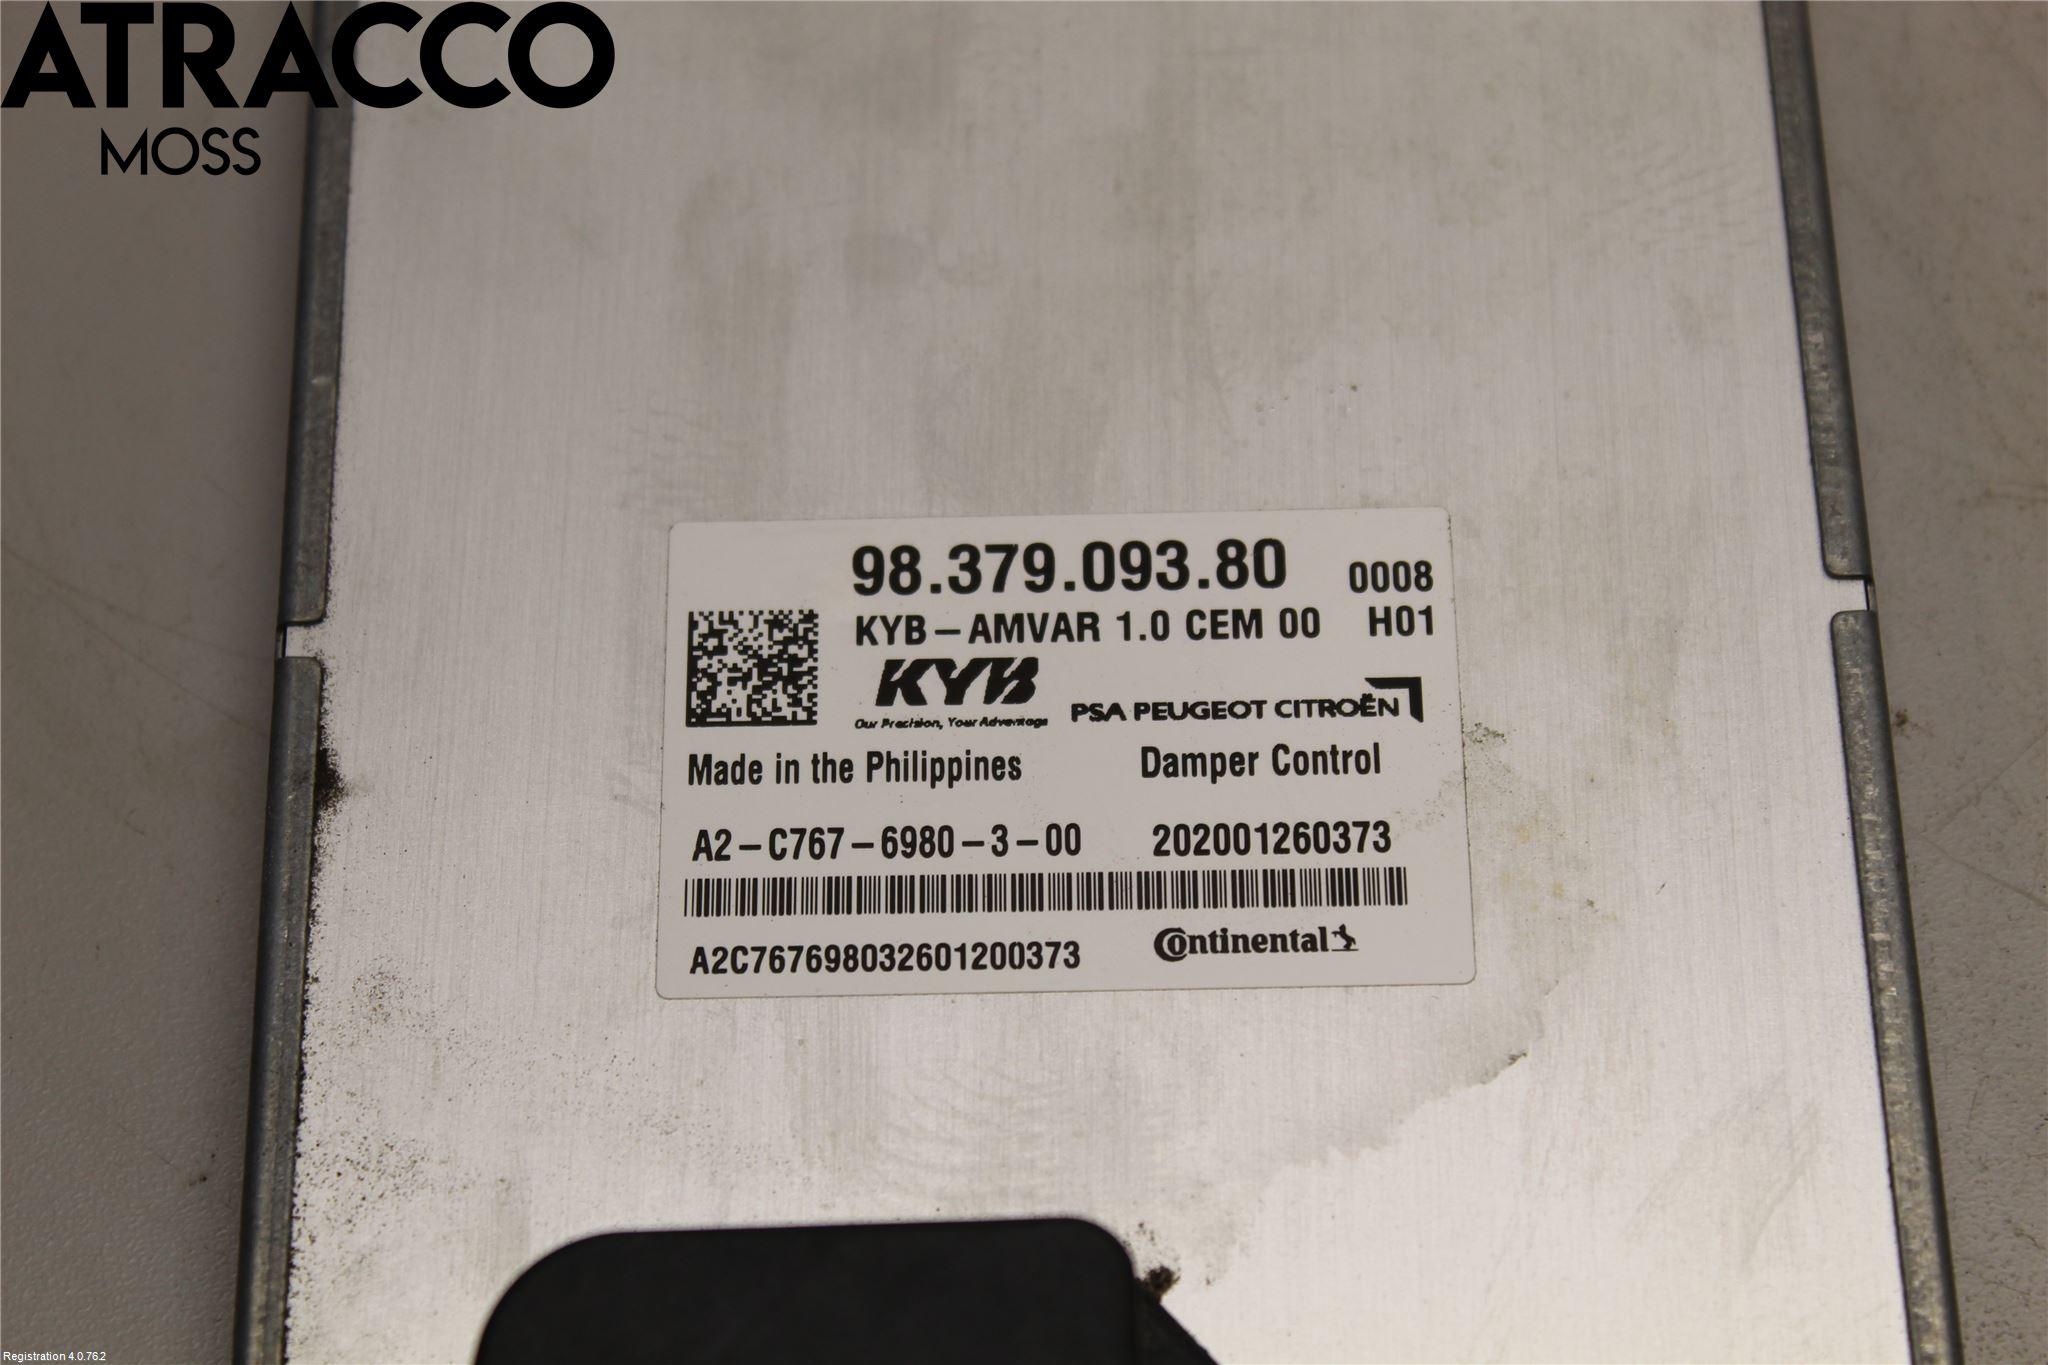 ATRACCO
MOSS
98.379.093.80 0008
KYB-AMVAR 1.0 CEM 00 H01
KYB
Our Precision, Your Advantage
PSA PEUGEOT CITROËN
Made in the Philippines Damper Control
A2-C767-6980-3-00 202001260373
A2C76769803260120​0373 Continental
Registration 4.0.762